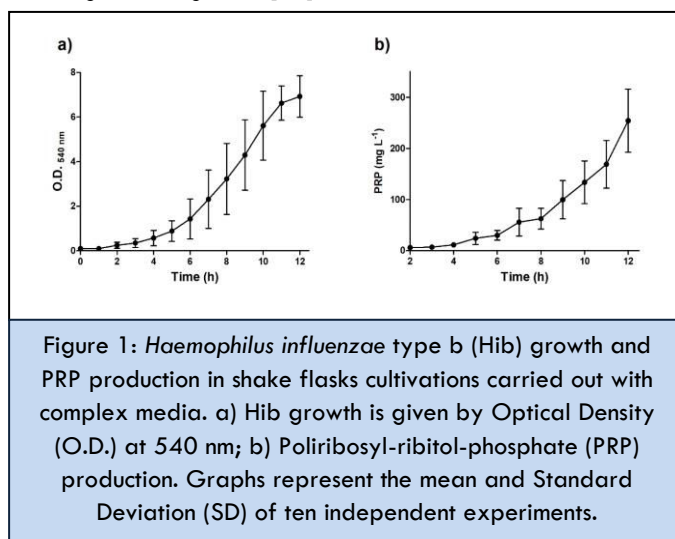 a)
b)
8
6
4
2
0
O.D. 540 nm
0 2 4 6 8 10 12
Time (h)
300
200
100
0
PRP (mg L-1)
2 4 6 8 10 12
Time (h)
Figure 1: Haemophilus influenzae type b (Hib) growth and
PRP production in shake flasks cultivations carried out with
complex media. a) Hib growth is given by Optical Density
(O.D.) at 540 nm; b) Poliribosyl-ribitol-phosphate (PRP)
production. Graphs represent the mean and Standard
Deviation (SD) of ten independent experiments.